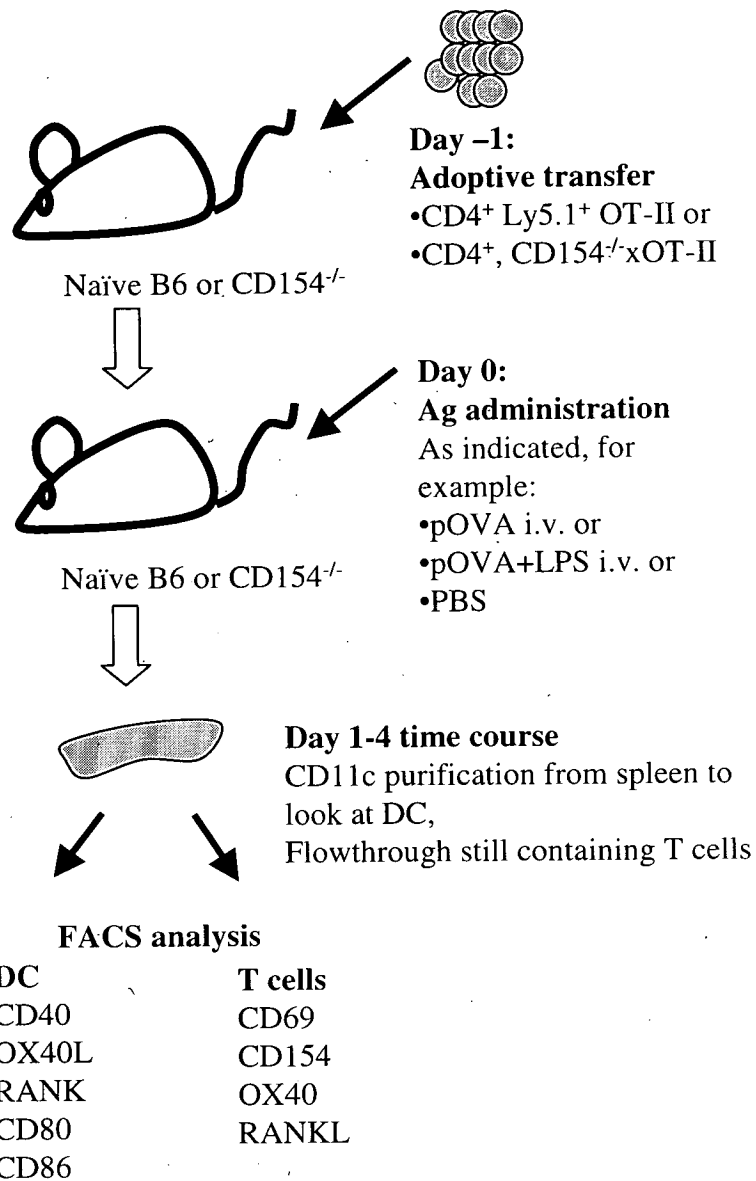 Day –1:
Adoptive transfer
•CD4+ Ly5.1+ OT-II or
•CD4+, CD154-/-xOT-II
Naïve B6 or CD154-/-
Day 0:
Ag administration
As indicated, for
example:
•pOVA i.v. or
•pOVA+LPS i.v. or
•PBS
Naïve B6 or CD154-/-
Day 1-4 time course
CD11c purification from spleen to
look at DC,
Flowthrough still containing T cells
FACS analysis
DC
CD40
OX40L
RANK
CD80
CD86
T cells
CD69
CD154
OX40
RANKL